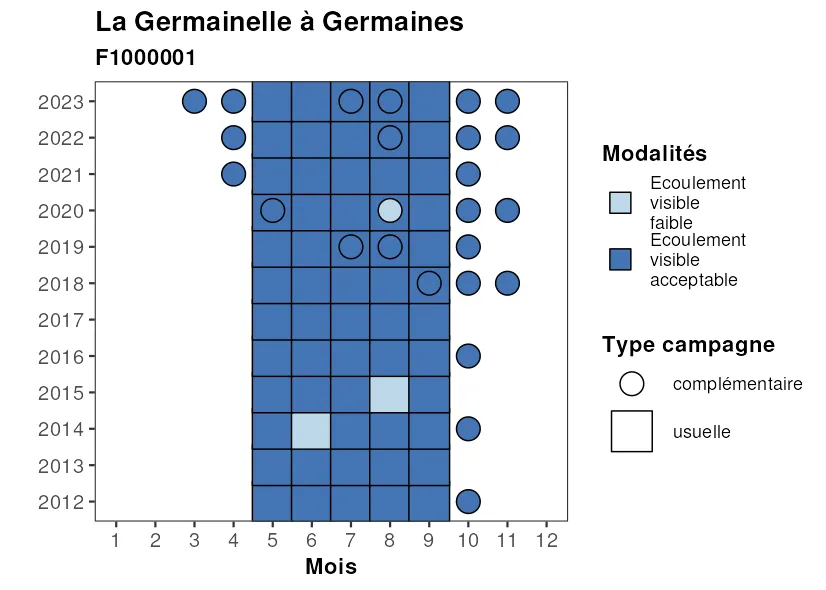 La Germainelle à Germaines
F1000001
2023
2022
2021
2020
2019
2018
2017
2016
2015
2014
2013
2012
1 2 3 4 5 6 7 8 9 10 11 12
Mois
Modalités
Ecoulement
visible
faible
Ecoulement
visible
acceptable
Type campagne
complémentaire
usuelle